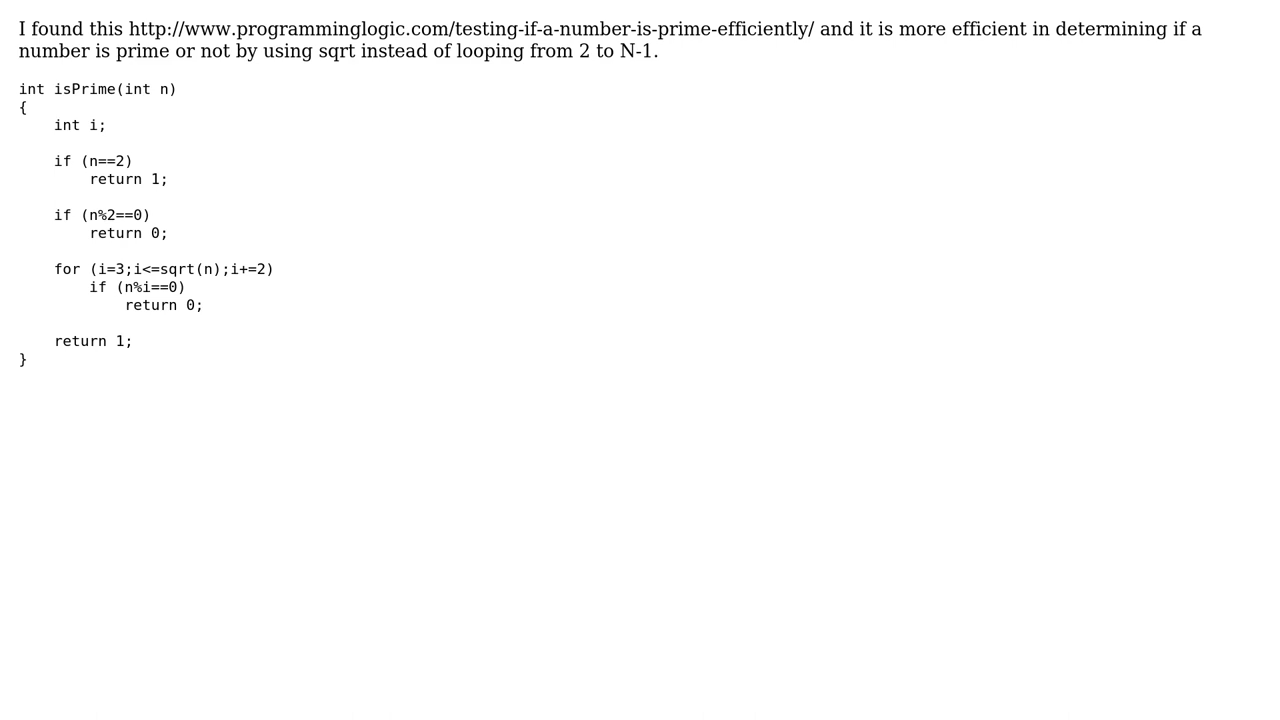 I found this http://www.programminglogic.com/testing-if-a-number-is-prime-efficiently/ and it is more efficient in determining if a
number is prime or not by using sqrt instead of looping from 2 to N-1.
int isPrime(int n)
{
    int i;

    if (n==2)
        return 1;

    if (n%2==0)
        return 0;

    for (i=3;i<=sqrt(n);i+=2)
        if (n%i==0)
            return 0;

    return 1;
}